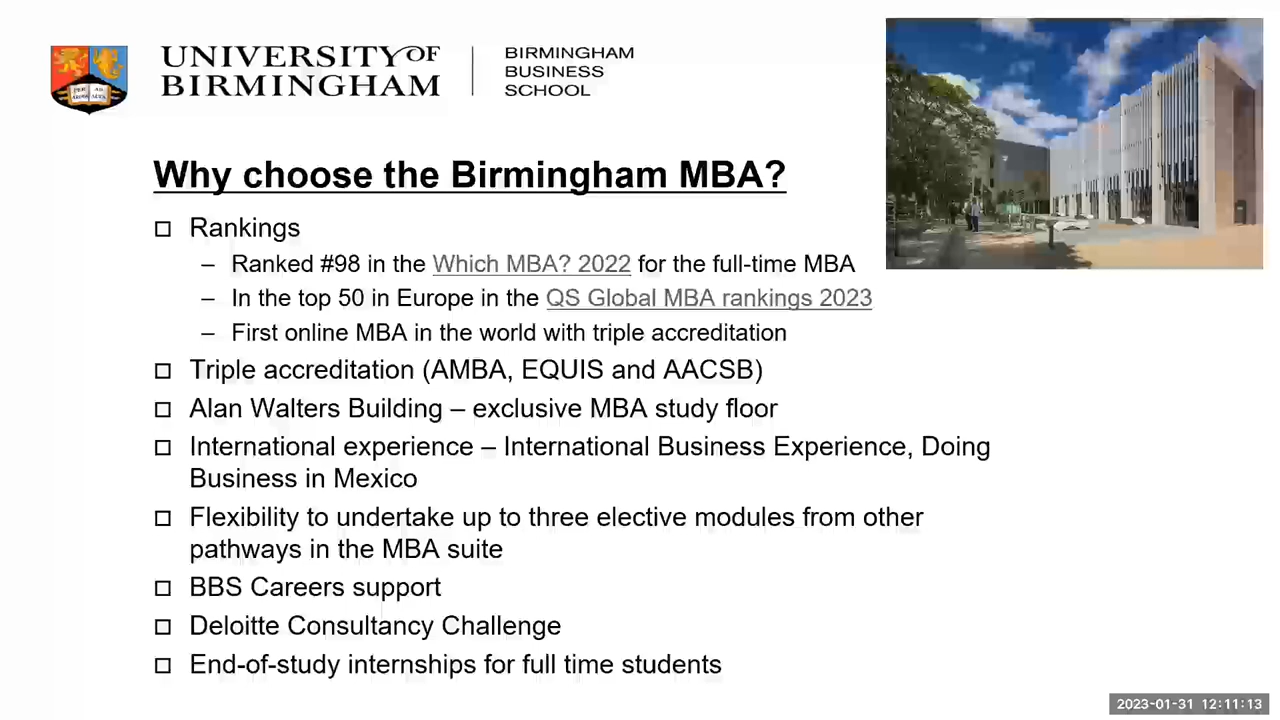 UNIVERSITY OF
BIRMINGHAM
BIRMINGHAM
BUSINESS
SCHOOL
Why choose the Birmingham MBA?
Rankings
– Ranked #98 in the Which MBA? 2022 for the full-time MBA
– In the top 50 in Europe in the QS Global MBA rankings 2023
– First online MBA in the world with triple accreditation
Triple accreditation (AMBA, EQUIS and AACSB)
Alan Walters Building – exclusive MBA study floor
International experience – International Business Experience, Doing
Business in Mexico
Flexibility to undertake up to three elective modules from other
pathways in the MBA suite
BBS Careers support
Deloitte Consultancy Challenge
End-of-study internships for full time students
2023-01-31 12:11:13